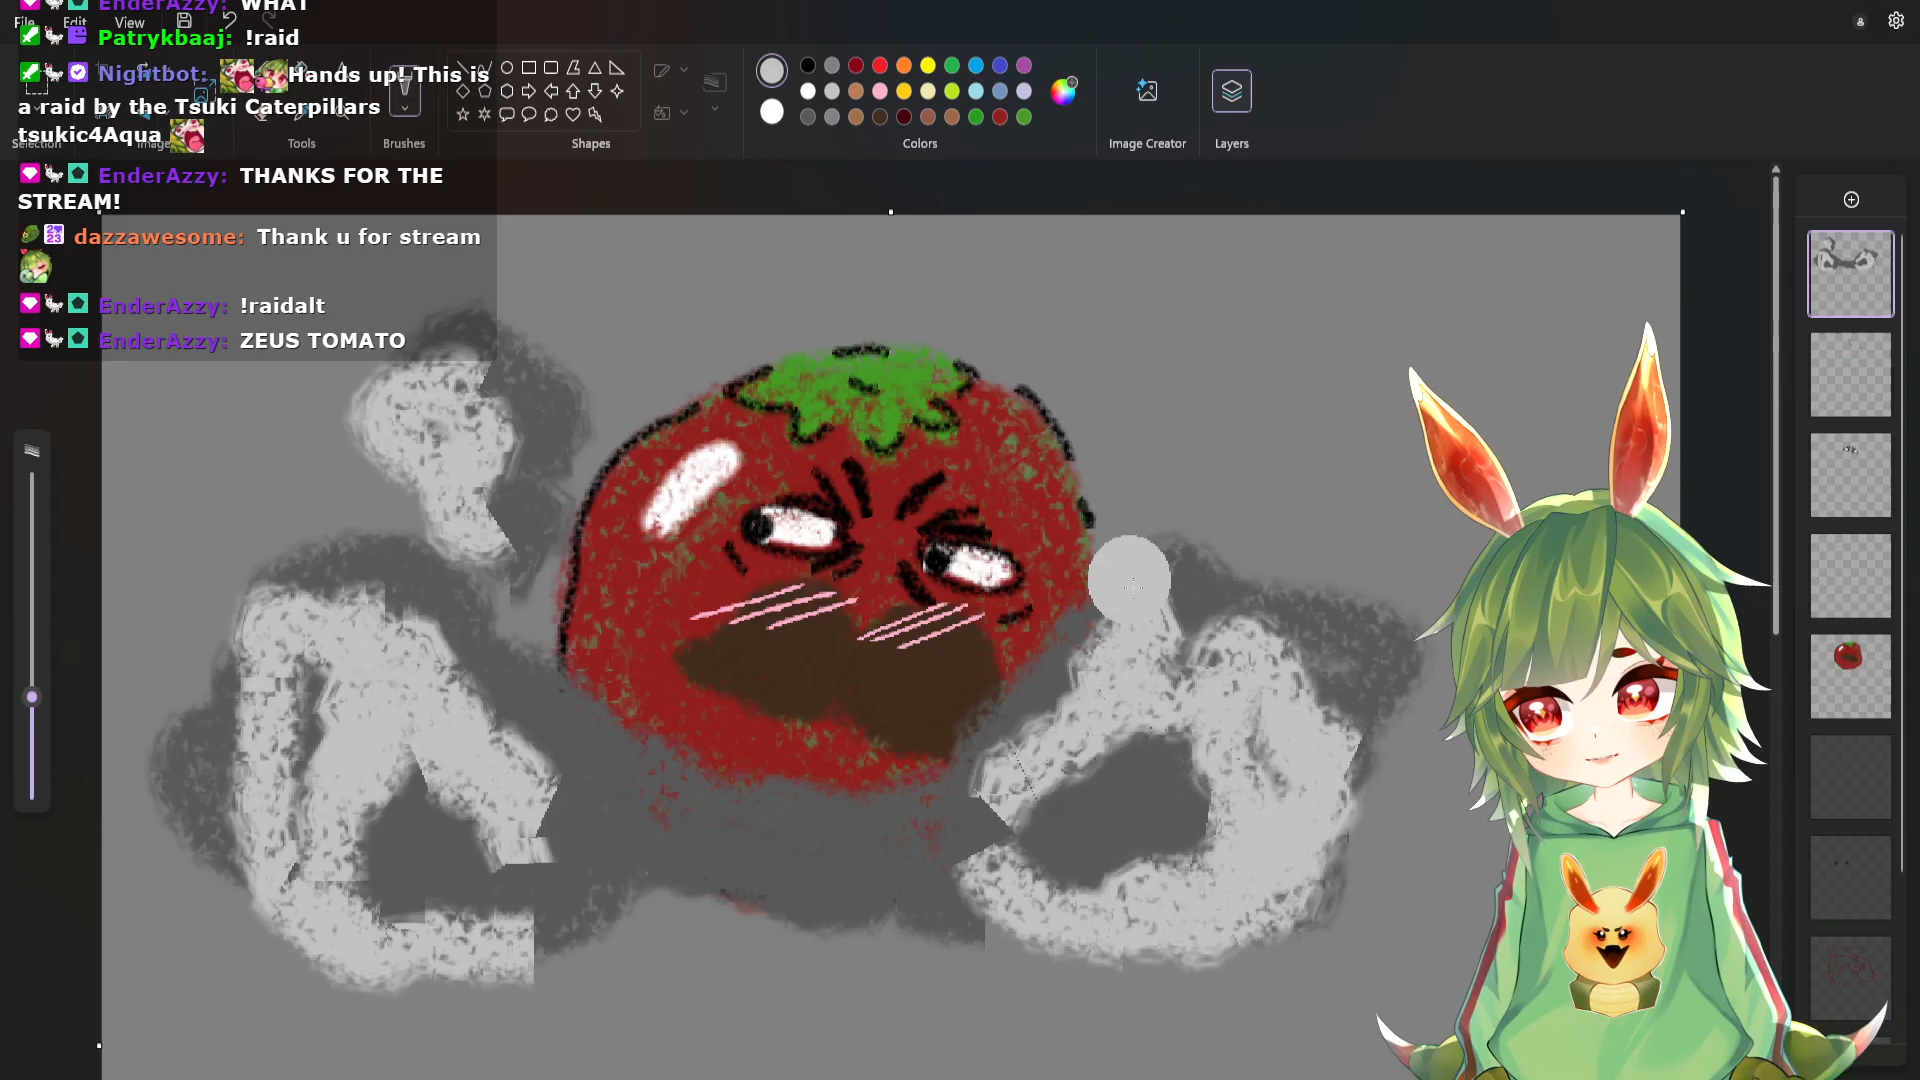 EnderAzzy: WHAT
File Edit View
Patrykbaaj: !raid
Nightbot: Hands up! This is
a raid by the Tsuki Caterpillars
tsukic4Aqua
Selection Image Tools Brushes Shapes Colors Image Creator Layers
EnderAzzy: THANKS FOR THE
STREAM!
dazzawesome: Thank u for stream
EnderAzzy: !raidalt
EnderAzzy: ZEUS TOMATO